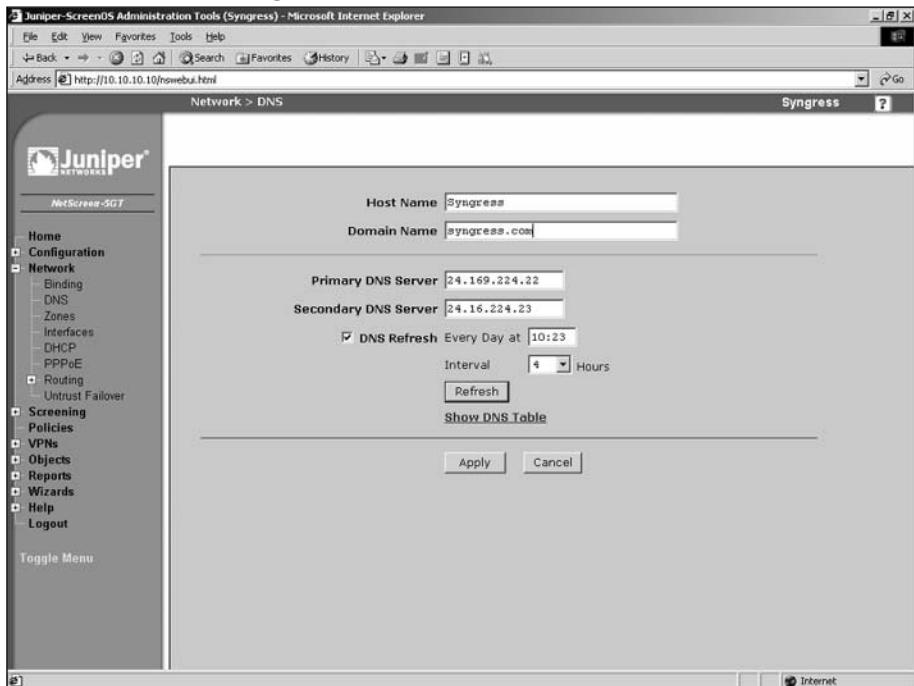 Juniper-ScreenOS Administration Tools (Syngress) - Microsoft Internet Explorer
File Edit View Favorites Tools Help
Back Search Favorites History
Address http://10.10.10.10/nswebui.html Go
Network > DNS Syngress ?
Juniper
NETWORKS
NetScreen-5GT
Home
Configuration
Network
Binding
DNS
Zones
Interfaces
DHCP
PPPoE
Routing
Untrust Failover
Screening
Policies
VPNs
Objects
Reports
Wizards
Help
Logout
Toggle Menu
Host Name Syngress
Domain Name syngress.com
Primary DNS Server 24.169.224.22
Secondary DNS Server 24.16.224.23
DNS Refresh Every Day at 10:23
Interval 4 Hours
Refresh
Show DNS Table
Apply Cancel
Internet